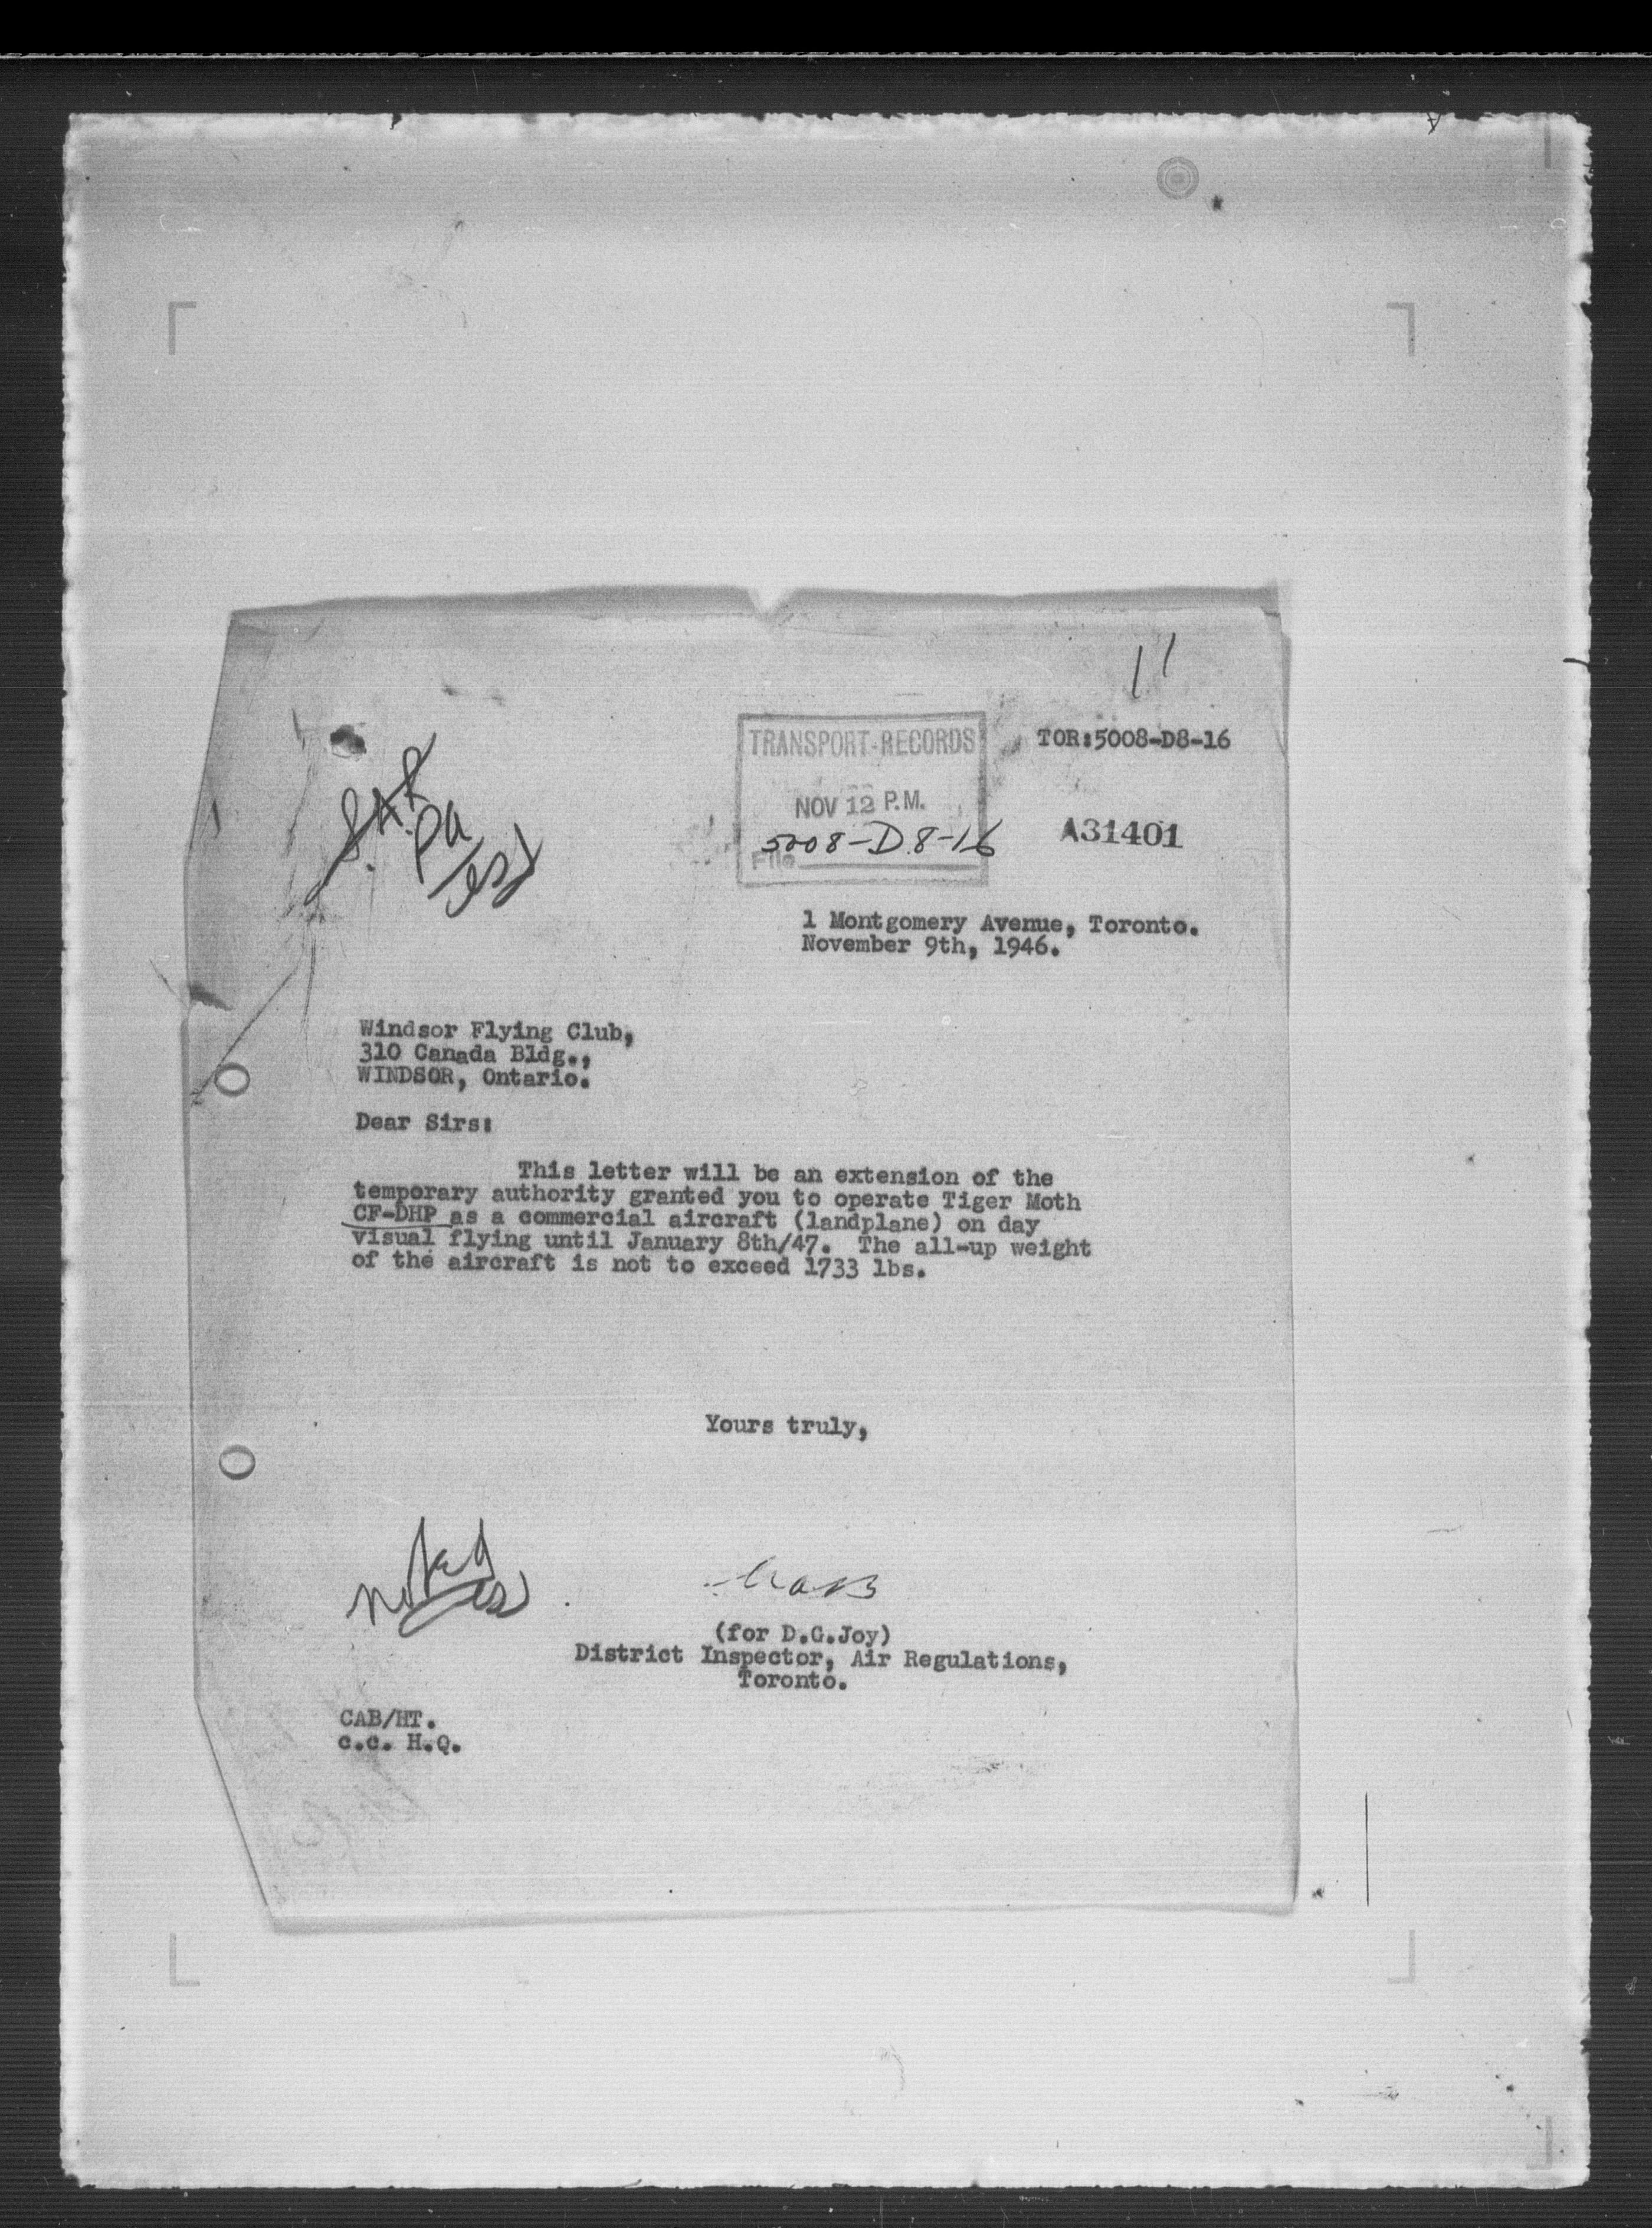 11
TRANSPORT-RECORDS
NOV 12 P.M.
5008-D.8-16
File
TOR:5008-D8-16
A31401
1 Montgomery Avenue, Toronto.
November 9th, 1946.
Windsor Flying Club,
310 Canada Bldg.,
WINDSOR, Ontario.
Dear Sirs:
This letter will be an extension of the
temporary authority granted you to operate Tiger Moth
CF-DHP as a commercial aircraft (landplane) on day
visual flying until January 8th/47. The all-up weight
of the aircraft is not to exceed 1733 lbs.
Yours truly,
noted
(for D.G.Joy)
District Inspector, Air Regulations,
Toronto.
CAB/HT.
c.c. H.Q.